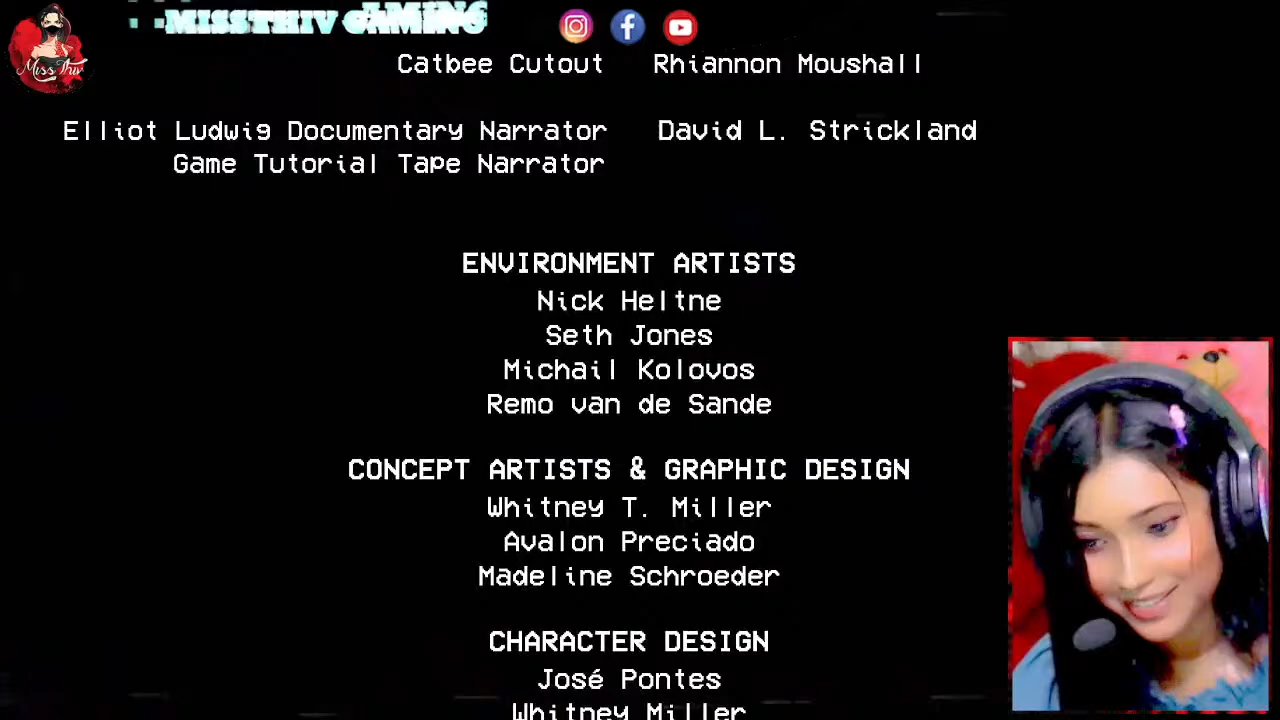 MISSTHIV GAMING
Miss Thiv
Catbee Cutout Rhiannon Moushall
Elliot Ludwig Documentary Narrator David L. Strickland
Game Tutorial Tape Narrator
ENVIRONMENT ARTISTS
Nick Heltne
Seth Jones
Michail Kolovos
Remo van de Sande
CONCEPT ARTISTS & GRAPHIC DESIGN
Whitney T. Miller
Avalon Preciado
Madeline Schroeder
CHARACTER DESIGN
José Pontes
Whitney Miller